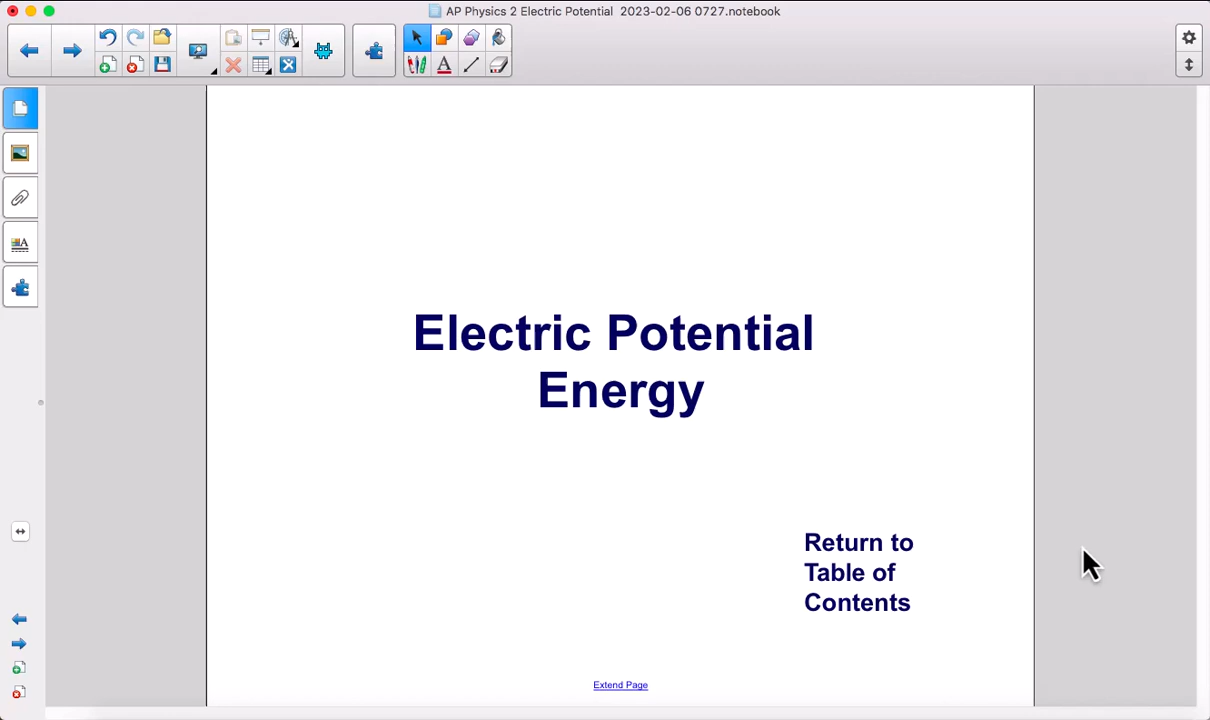 AP Physics 2 Electric Potential  2023-02-06 0727.notebook
Electric Potential
Energy
Return to
Table of
Contents
Extend Page